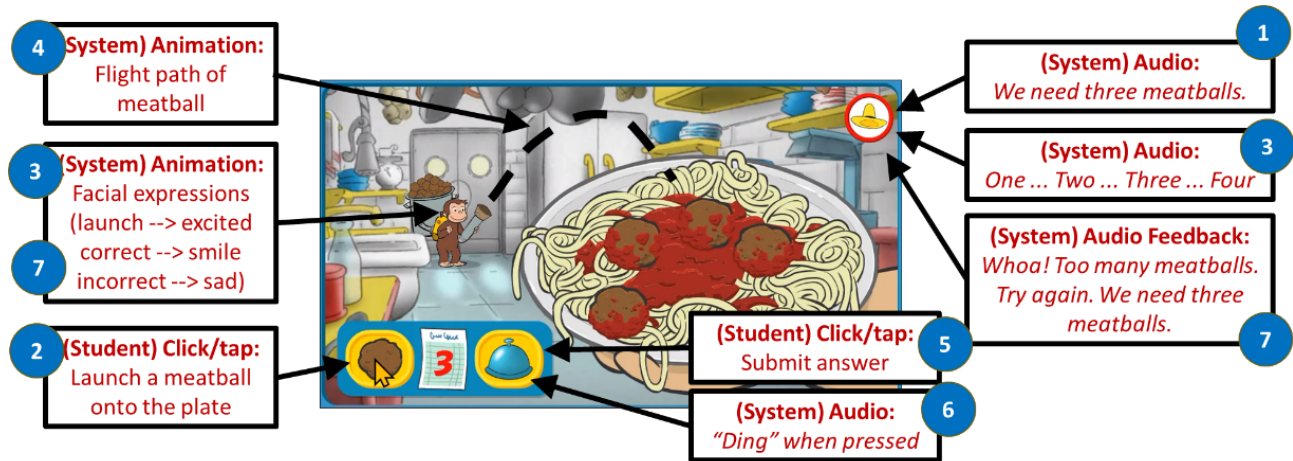 4
(System) Animation:
Flight path of
meatball
3
(System) Animation:
Facial expressions
(launch --> excited
correct --> smile
incorrect --> sad)
7
2
(Student) Click/tap:
Launch a meatball
onto the plate
3
(Student) Click/tap:
Submit answer
5
(System) Audio:
"Ding" when pressed
6
1
(System) Audio:
We need three meatballs.
(System) Audio:
One ... Two ... Three ... Four
3
(System) Audio Feedback:
Whoa! Too many meatballs.
Try again. We need three
meatballs.
7